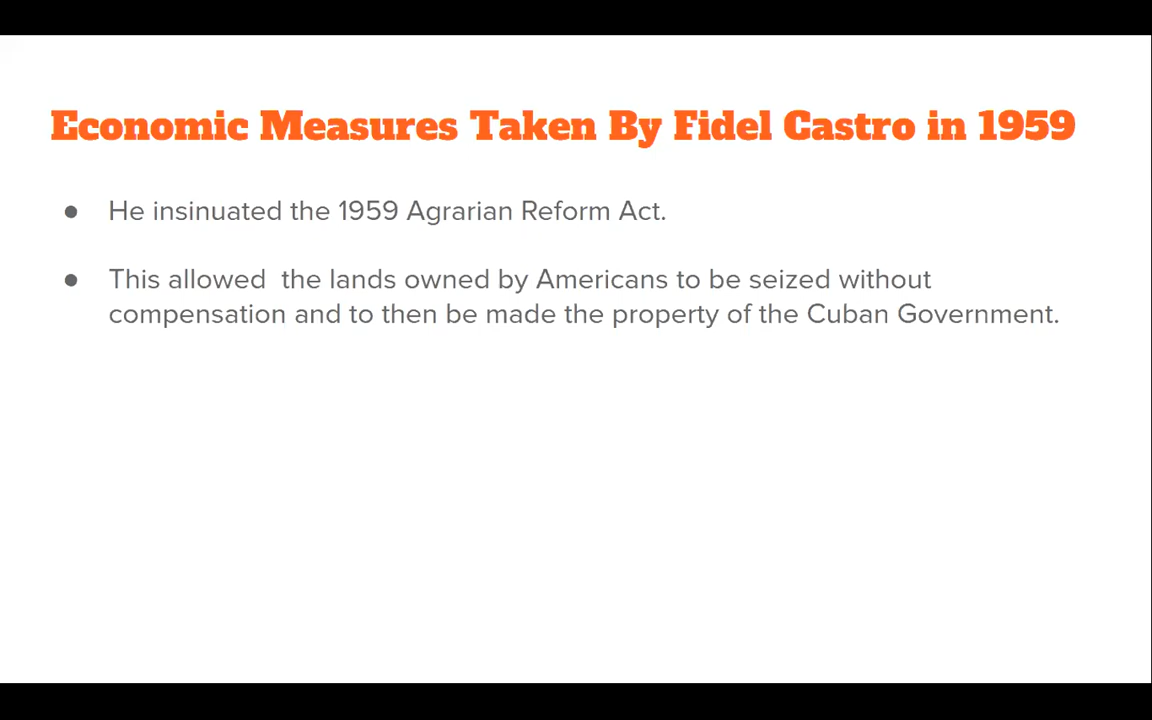 Economic Measures Taken By Fidel Castro in 1959
● He insinuated the 1959 Agrarian Reform Act.
● This allowed  the lands owned by Americans to be seized without
compensation and to then be made the property of the Cuban Government.